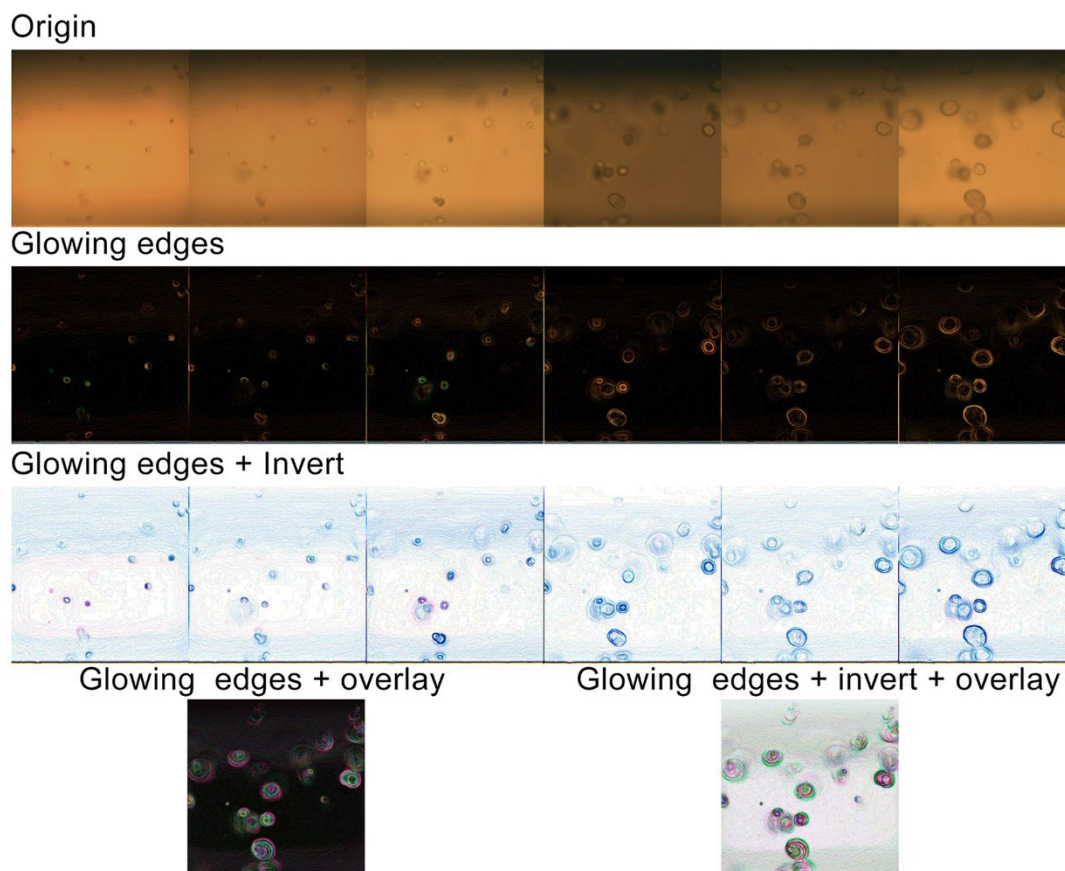 Origin
Glowing edges
Glowing edges + Invert
Glowing edges + overlay
Glowing edges + invert + overlay